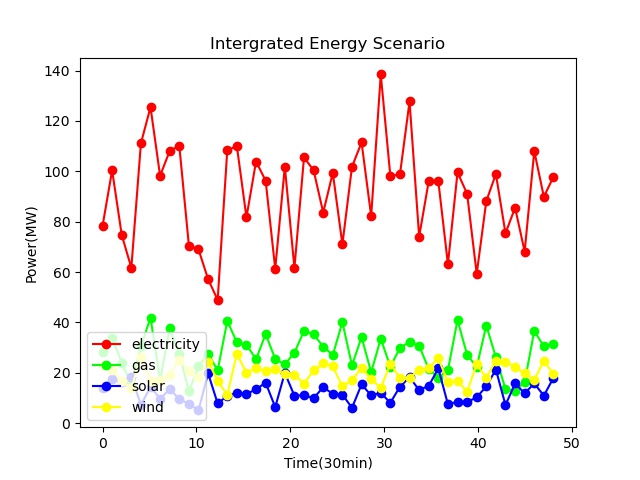 Intergrated Energy Scenario
Power(MW)
140
120
100
80
60
40
20
0
electricity
gas
solar
wind
0 10 20 30 40 50
Time(30min)